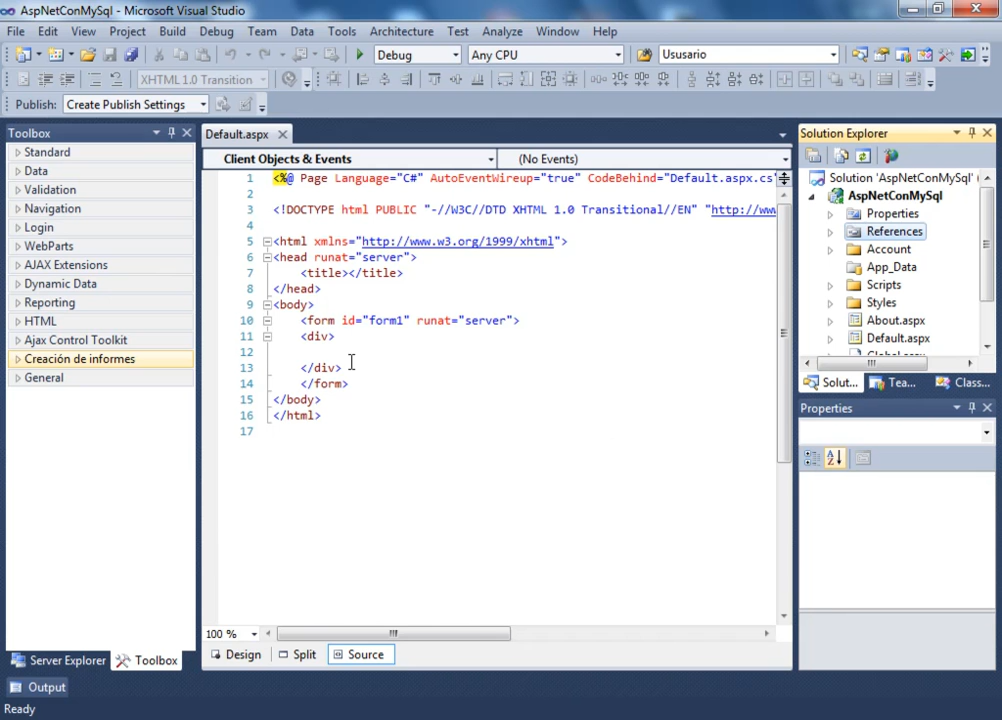 AspNetConMySql - Microsoft Visual Studio
File Edit View Project Build Debug Team Data Tools Architecture Test Analyze Window Help
Debug Any CPU Usuario
XHTML 1.0 Transition
Publish: Create Publish Settings
Toolbox
Standard
Data
Validation
Navigation
Login
WebParts
AJAX Extensions
Dynamic Data
Reporting
HTML
Ajax Control Toolkit
Creación de informes
General
Server Explorer Toolbox
Default.aspx
Client Objects & Events (No Events)
1 <%@ Page Language="C#" AutoEventWireup="true" CodeBehind="Default.aspx.cs"
2
3 <!DOCTYPE html PUBLIC "-//W3C//DTD XHTML 1.0 Transitional//EN" "http://www
4
5 <html xmlns="http://www.w3.org/1999/xhtml">
6 <head runat="server">
7 <title></title>
8 </head>
9 <body>
10 <form id="form1" runat="server">
11 <div>
12
13 </div>
14 </form>
15 </body>
16 </html>
17
100 %
Design Split Source
Solution Explorer
Solution 'AspNetConMySql' (
AspNetConMySql
Properties
References
Account
App_Data
Scripts
Styles
About.aspx
Default.aspx
Solut... Tea... Class...
Properties
Output
Ready